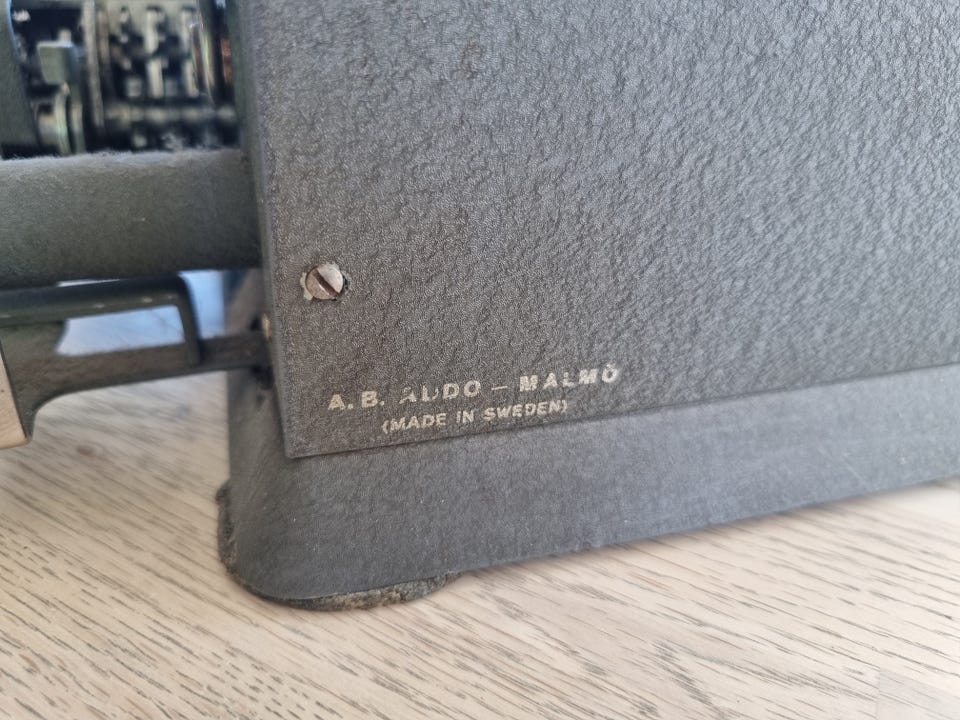 A.B. ADDO – MALMÖ
(MADE IN SWEDEN)